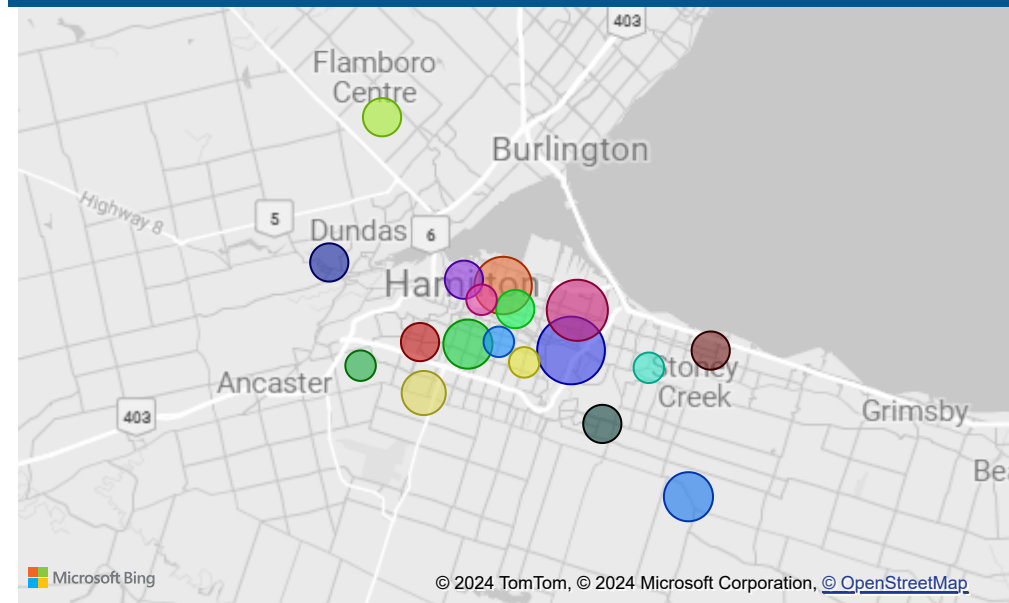 403
Flamboro
Centre
Burlington
Highway 8
5
Dundas
6
Hamilton
Ancaster
Stoney
Creek
403
Grimsby
Bea
Microsoft Bing
© 2024 TomTom, © 2024 Microsoft Corporation, © OpenStreetMap